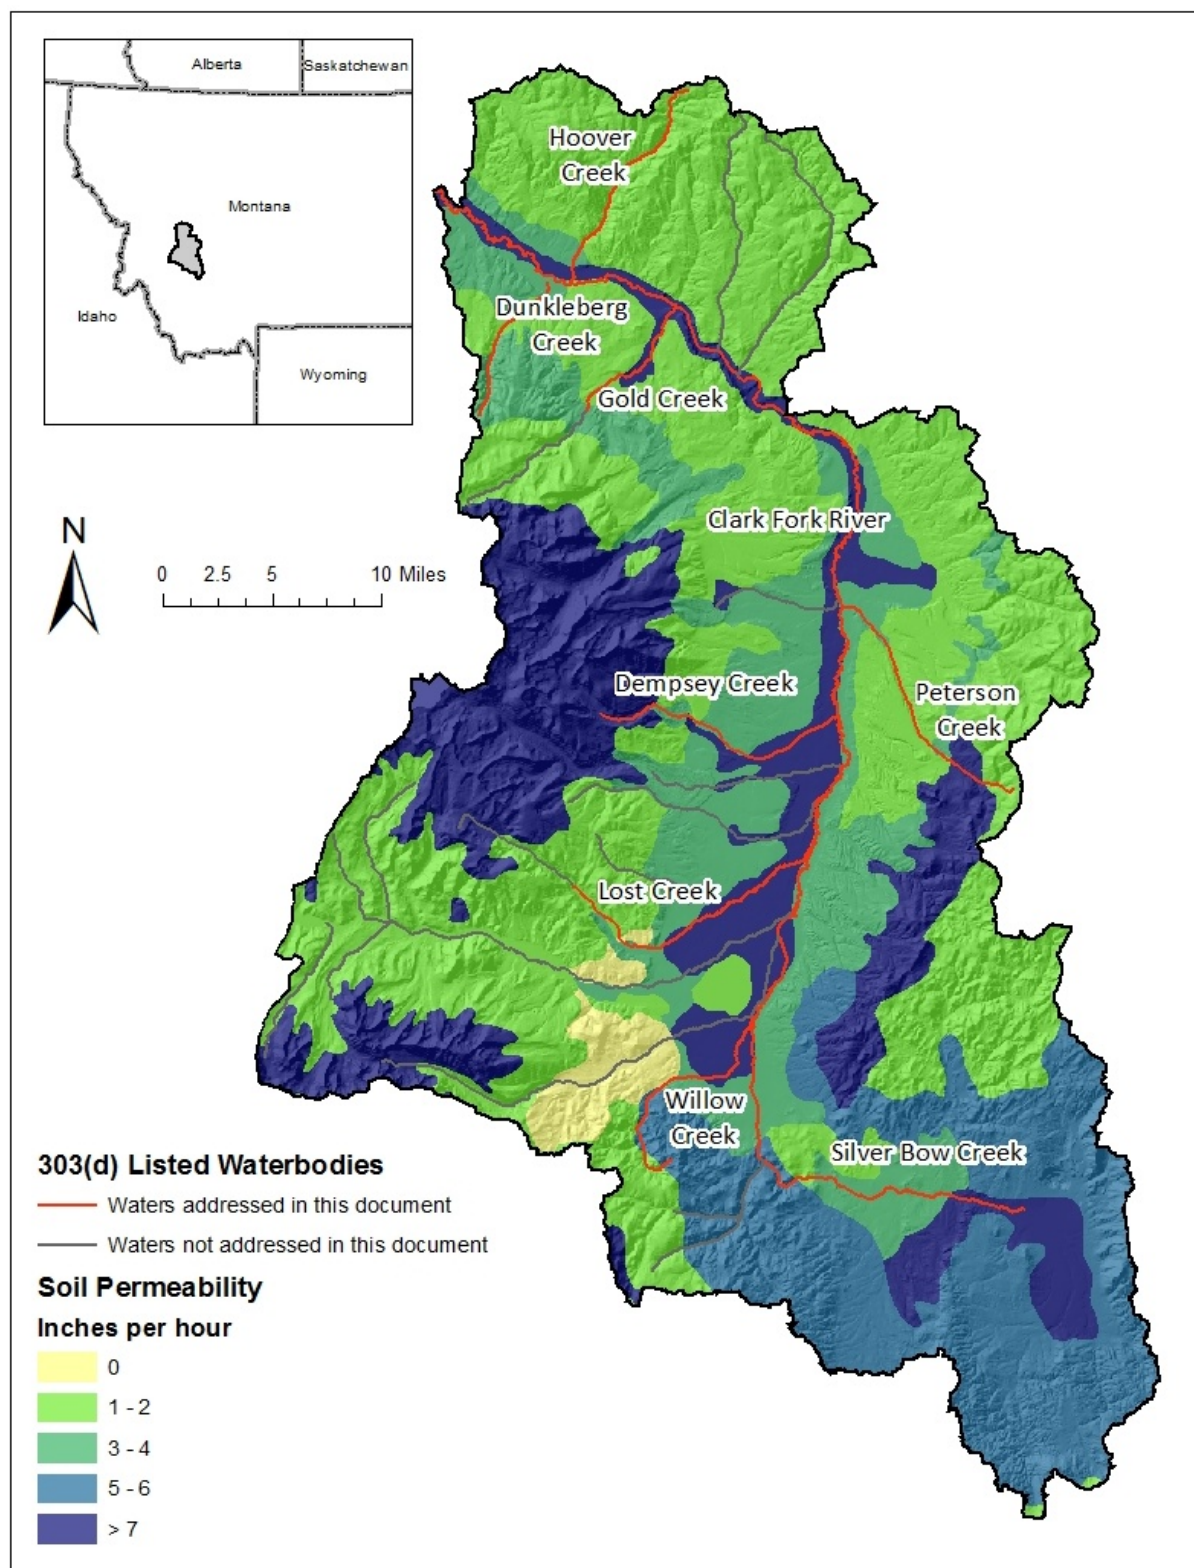 Alberta
Saskatchewan
Montana
Idaho
Wyoming
Hoover
Creek
Dunkleberg
Creek
Gold Creek
N
0 2.5 5 10 Miles
Clark Fork River
Dempsey Creek
Peterson
Creek
Lost Creek
Willow
Creek
Silver Bow Creek
303(d) Listed Waterbodies
Waters addressed in this document
Waters not addressed in this document
Soil Permeability
Inches per hour
0
1 - 2
3 - 4
5 - 6
> 7